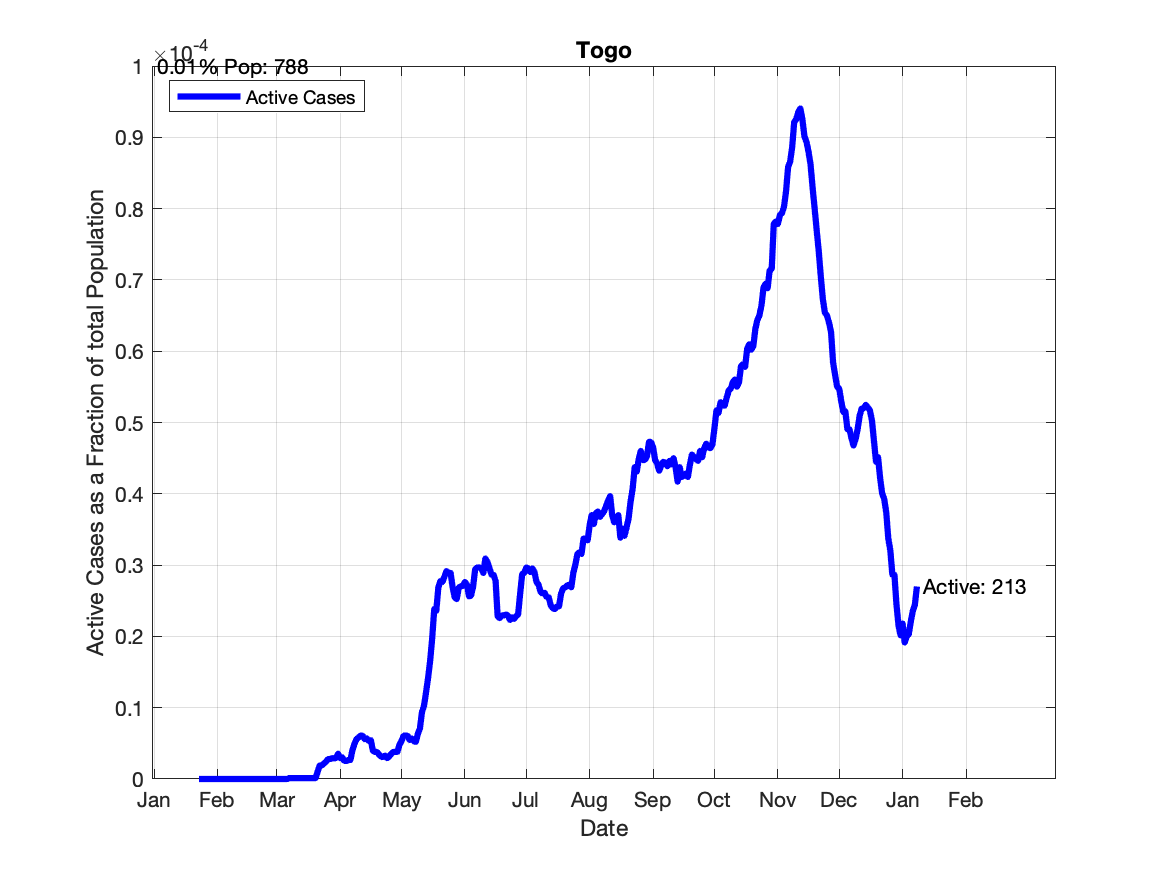 Togo
×10-4
0.01% Pop: 788
Active Cases
1
0.9
0.8
0.7
0.6
0.5
0.4
0.3
0.2
0.1
0
Active Cases as a Fraction of total Population
Active: 213
Jan Feb Mar Apr May Jun Jul Aug Sep Oct Nov Dec Jan Feb
Date